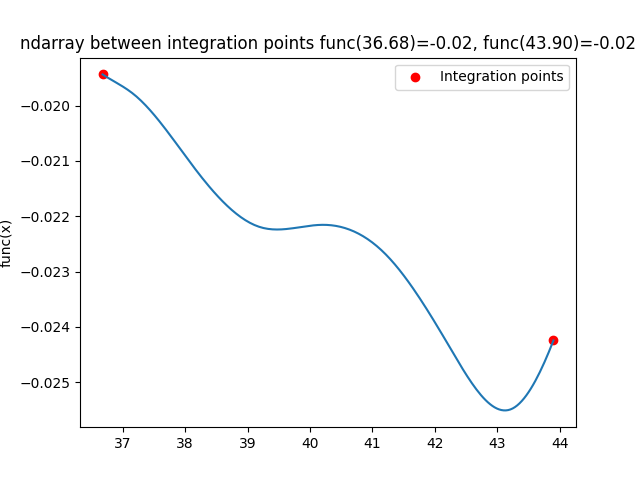 ndarray between integration points func(36.68)=-0.02, func(43.90)=-0.02
Integration points
func(x)
−0.020
−0.021
−0.022
−0.023
−0.024
−0.025
37 38 39 40 41 42 43 44